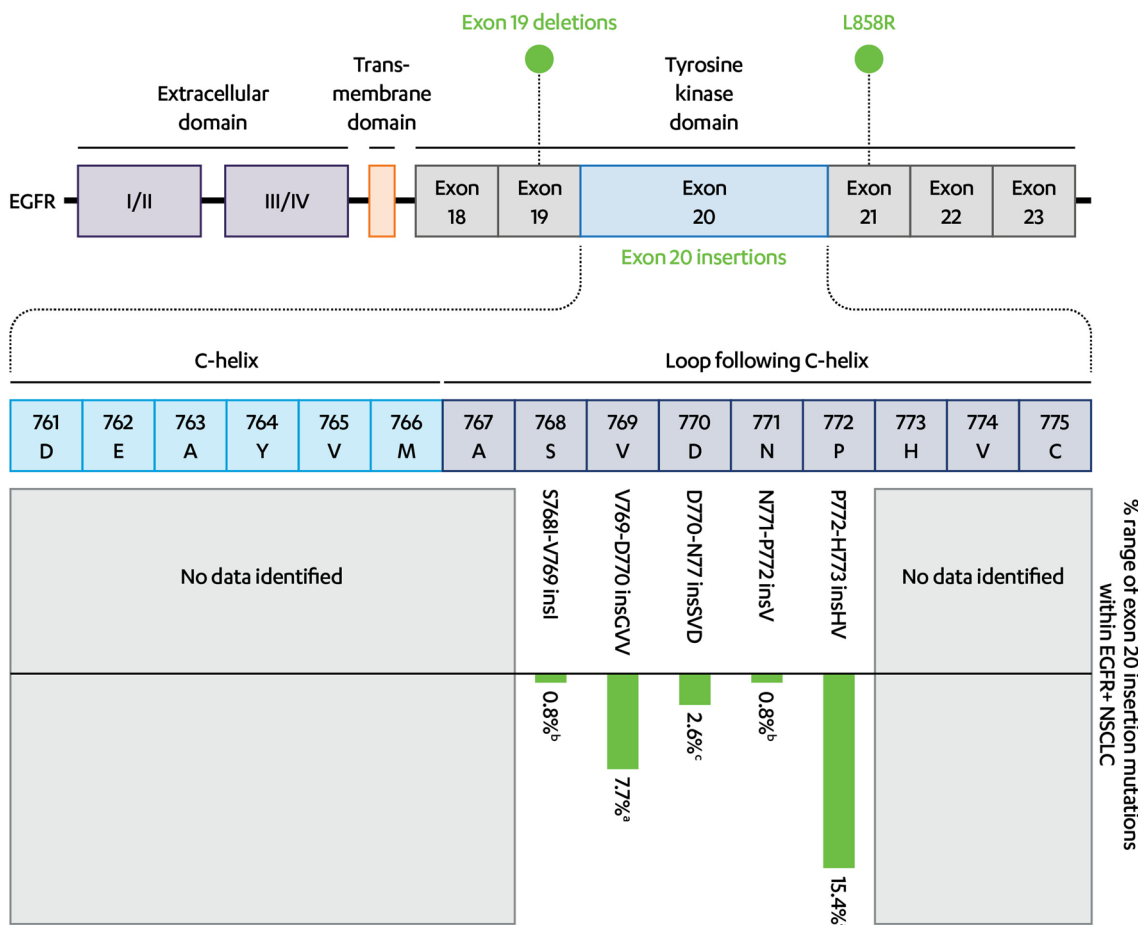 Exon 19 deletions
L858R
Extracellular
domain
Trans-
membrane
domain
Tyrosine
kinase
domain
EGFR
I/II
III/IV
Exon
18
Exon
19
Exon
20
Exon
21
Exon
22
Exon
23
Exon 20 insertions
C-helix
Loop following C-helix
761
D
762
E
763
A
764
Y
765
V
766
M
767
A
768
S
769
V
770
D
771
N
772
P
773
H
774
V
775
C
No data identified
S768I-V769 insI
V769-D770 insGVV
D770-N77 insSVD
N771-P772 insV
P772-H773 insHV
No data identified
0.8%ᵇ
7.7%ᵃ
2.6%ᶜ
0.8%ᵇ
15.4%
% range of exon 20 insertion mutations
within EGFR+ NSCLC